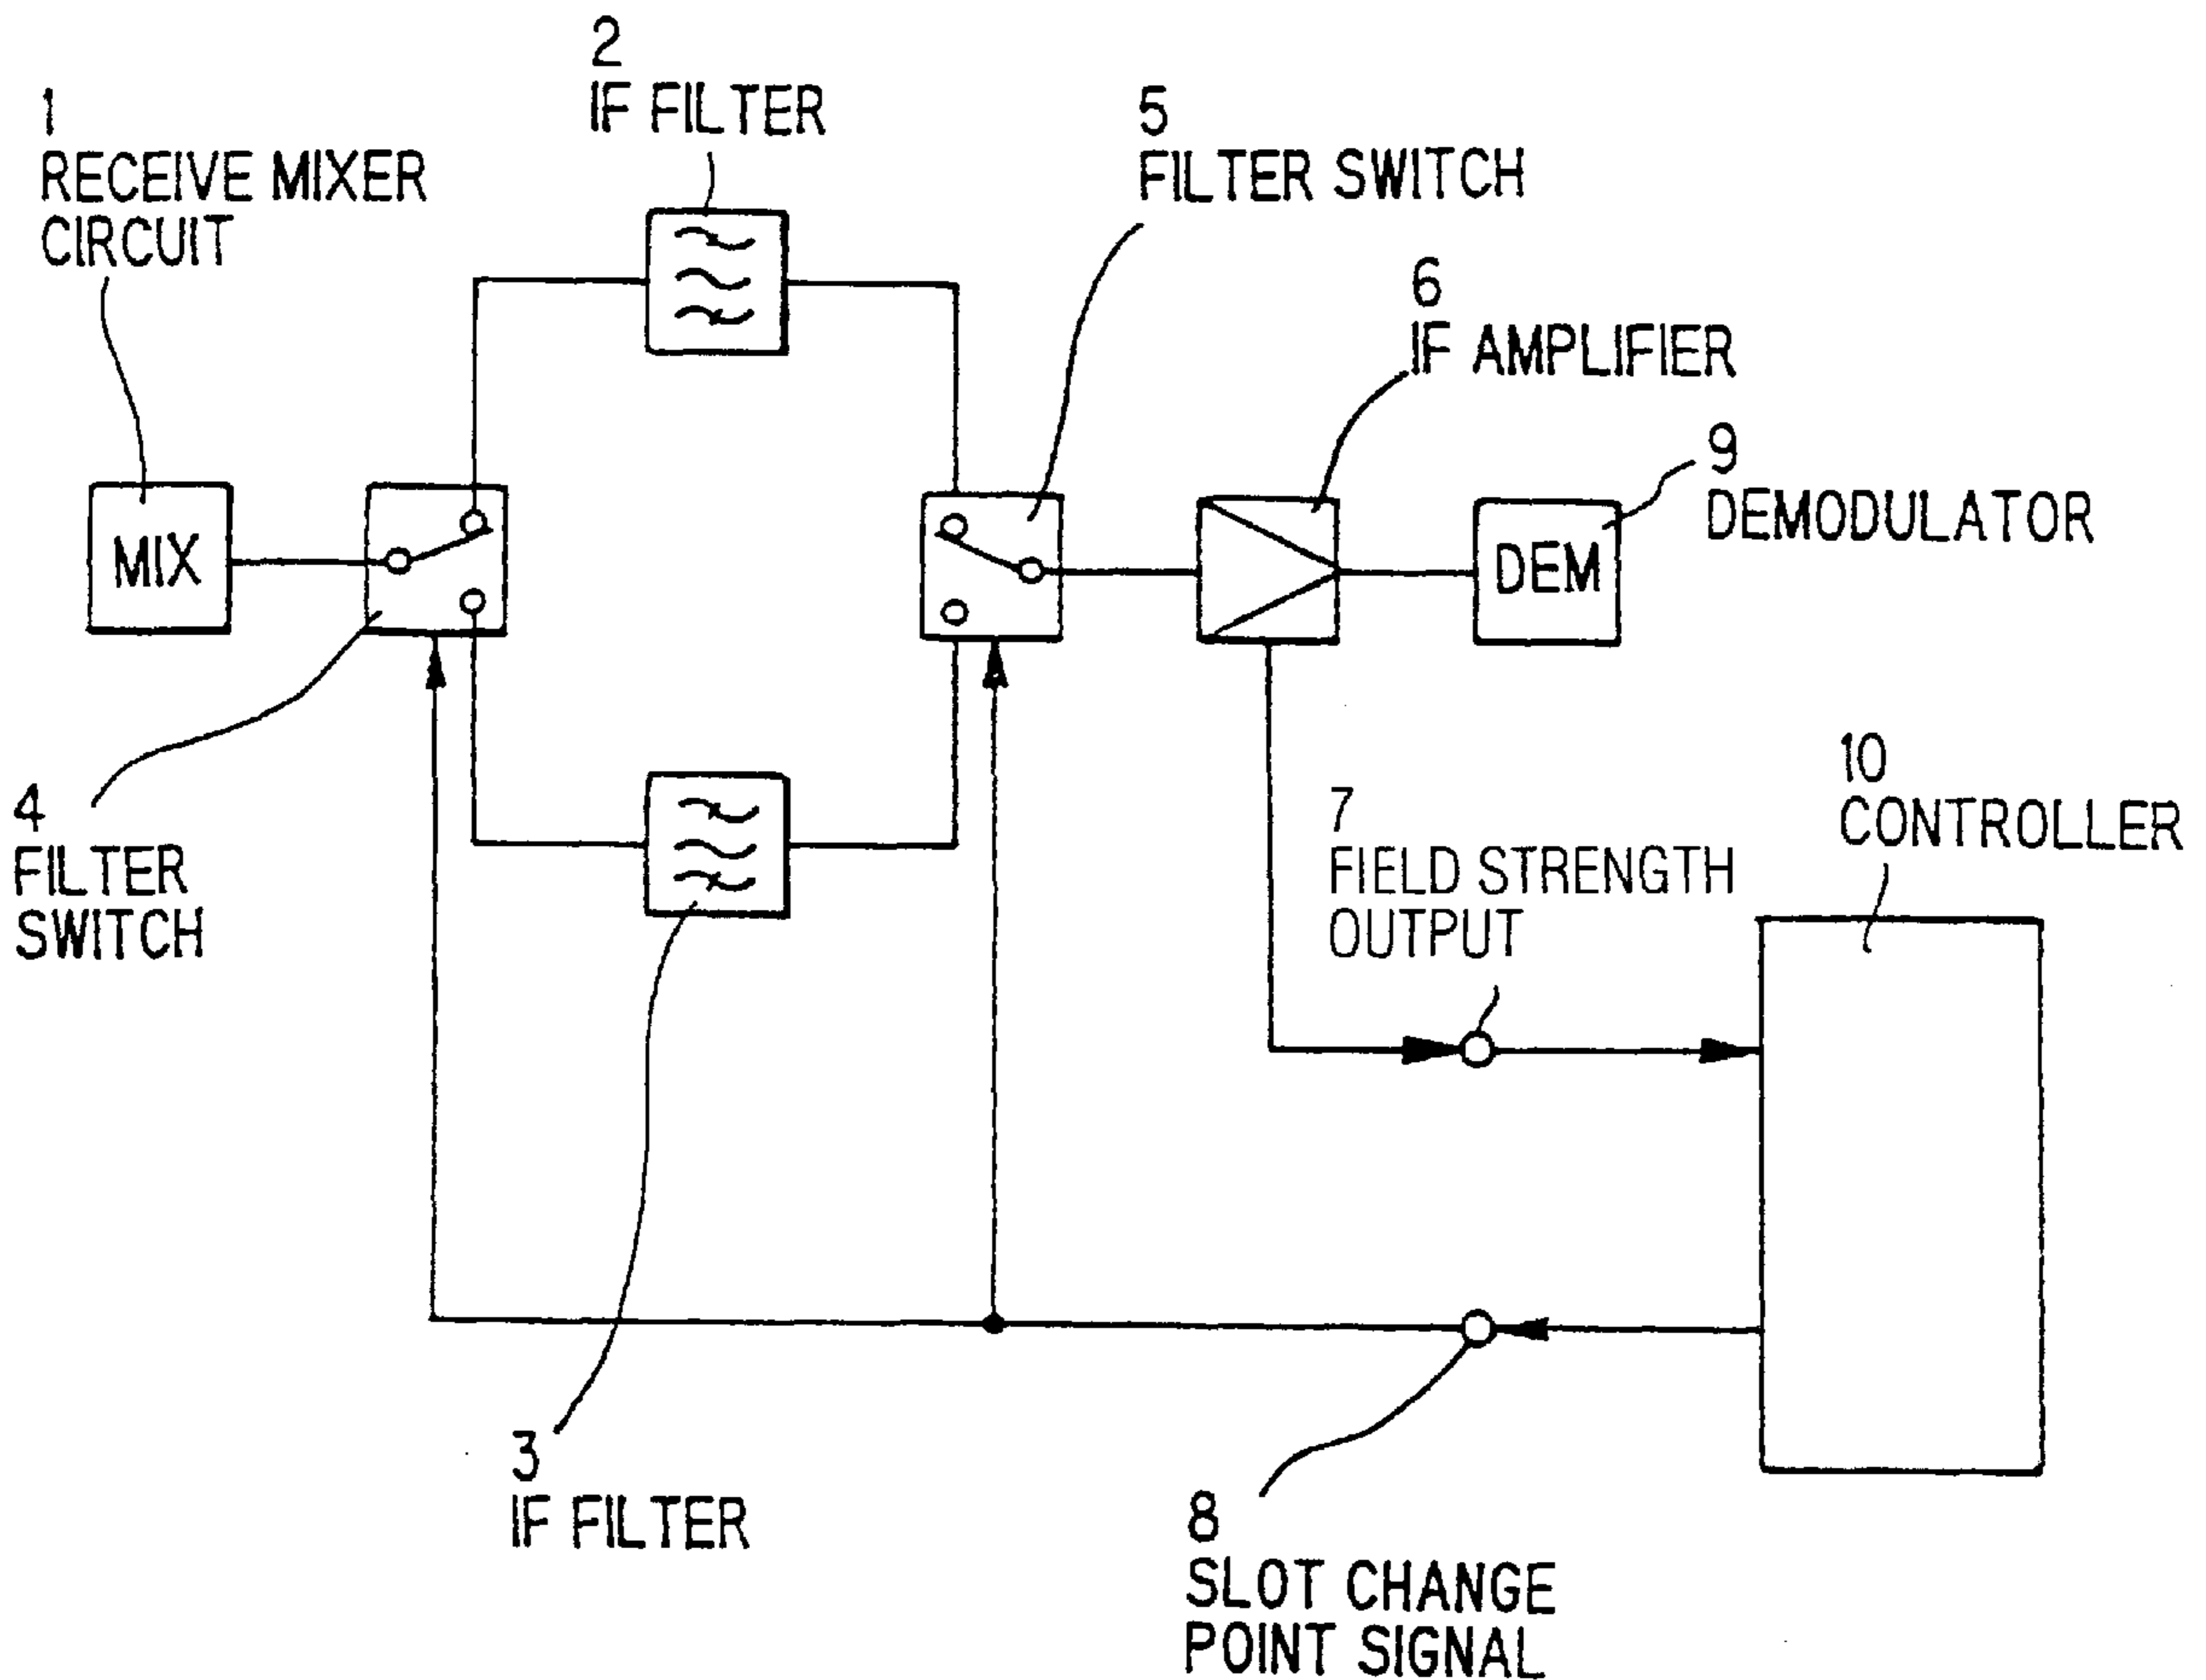 1
RECEIVE MIXER
CIRCUIT
2
IF FILTER
5
FILTER SWITCH
6
IF AMPLIFIER
9
DEMODULATOR
MIX
DEM
4
FILTER
SWITCH
7
FIELD STRENGTH
OUTPUT
10
CONTROLLER
3
IF FILTER
8
SLOT CHANGE
POINT SIGNAL